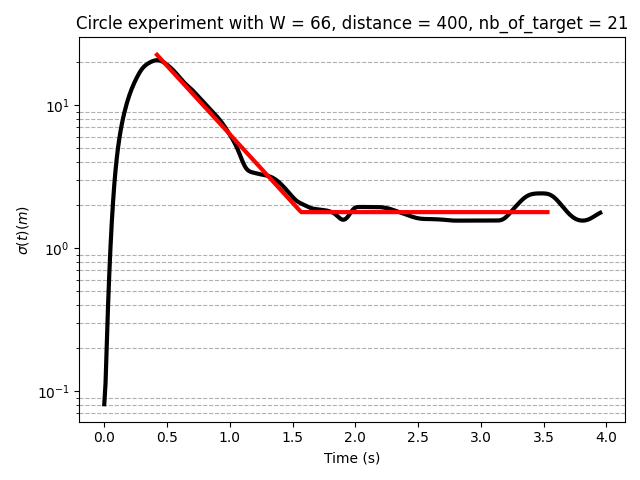 Circle experiment with W = 66, distance = 400, nb_of_target = 21
10¹
10⁰
10⁻¹
σ(t)(m)
0.0 0.5 1.0 1.5 2.0 2.5 3.0 3.5 4.0
Time (s)